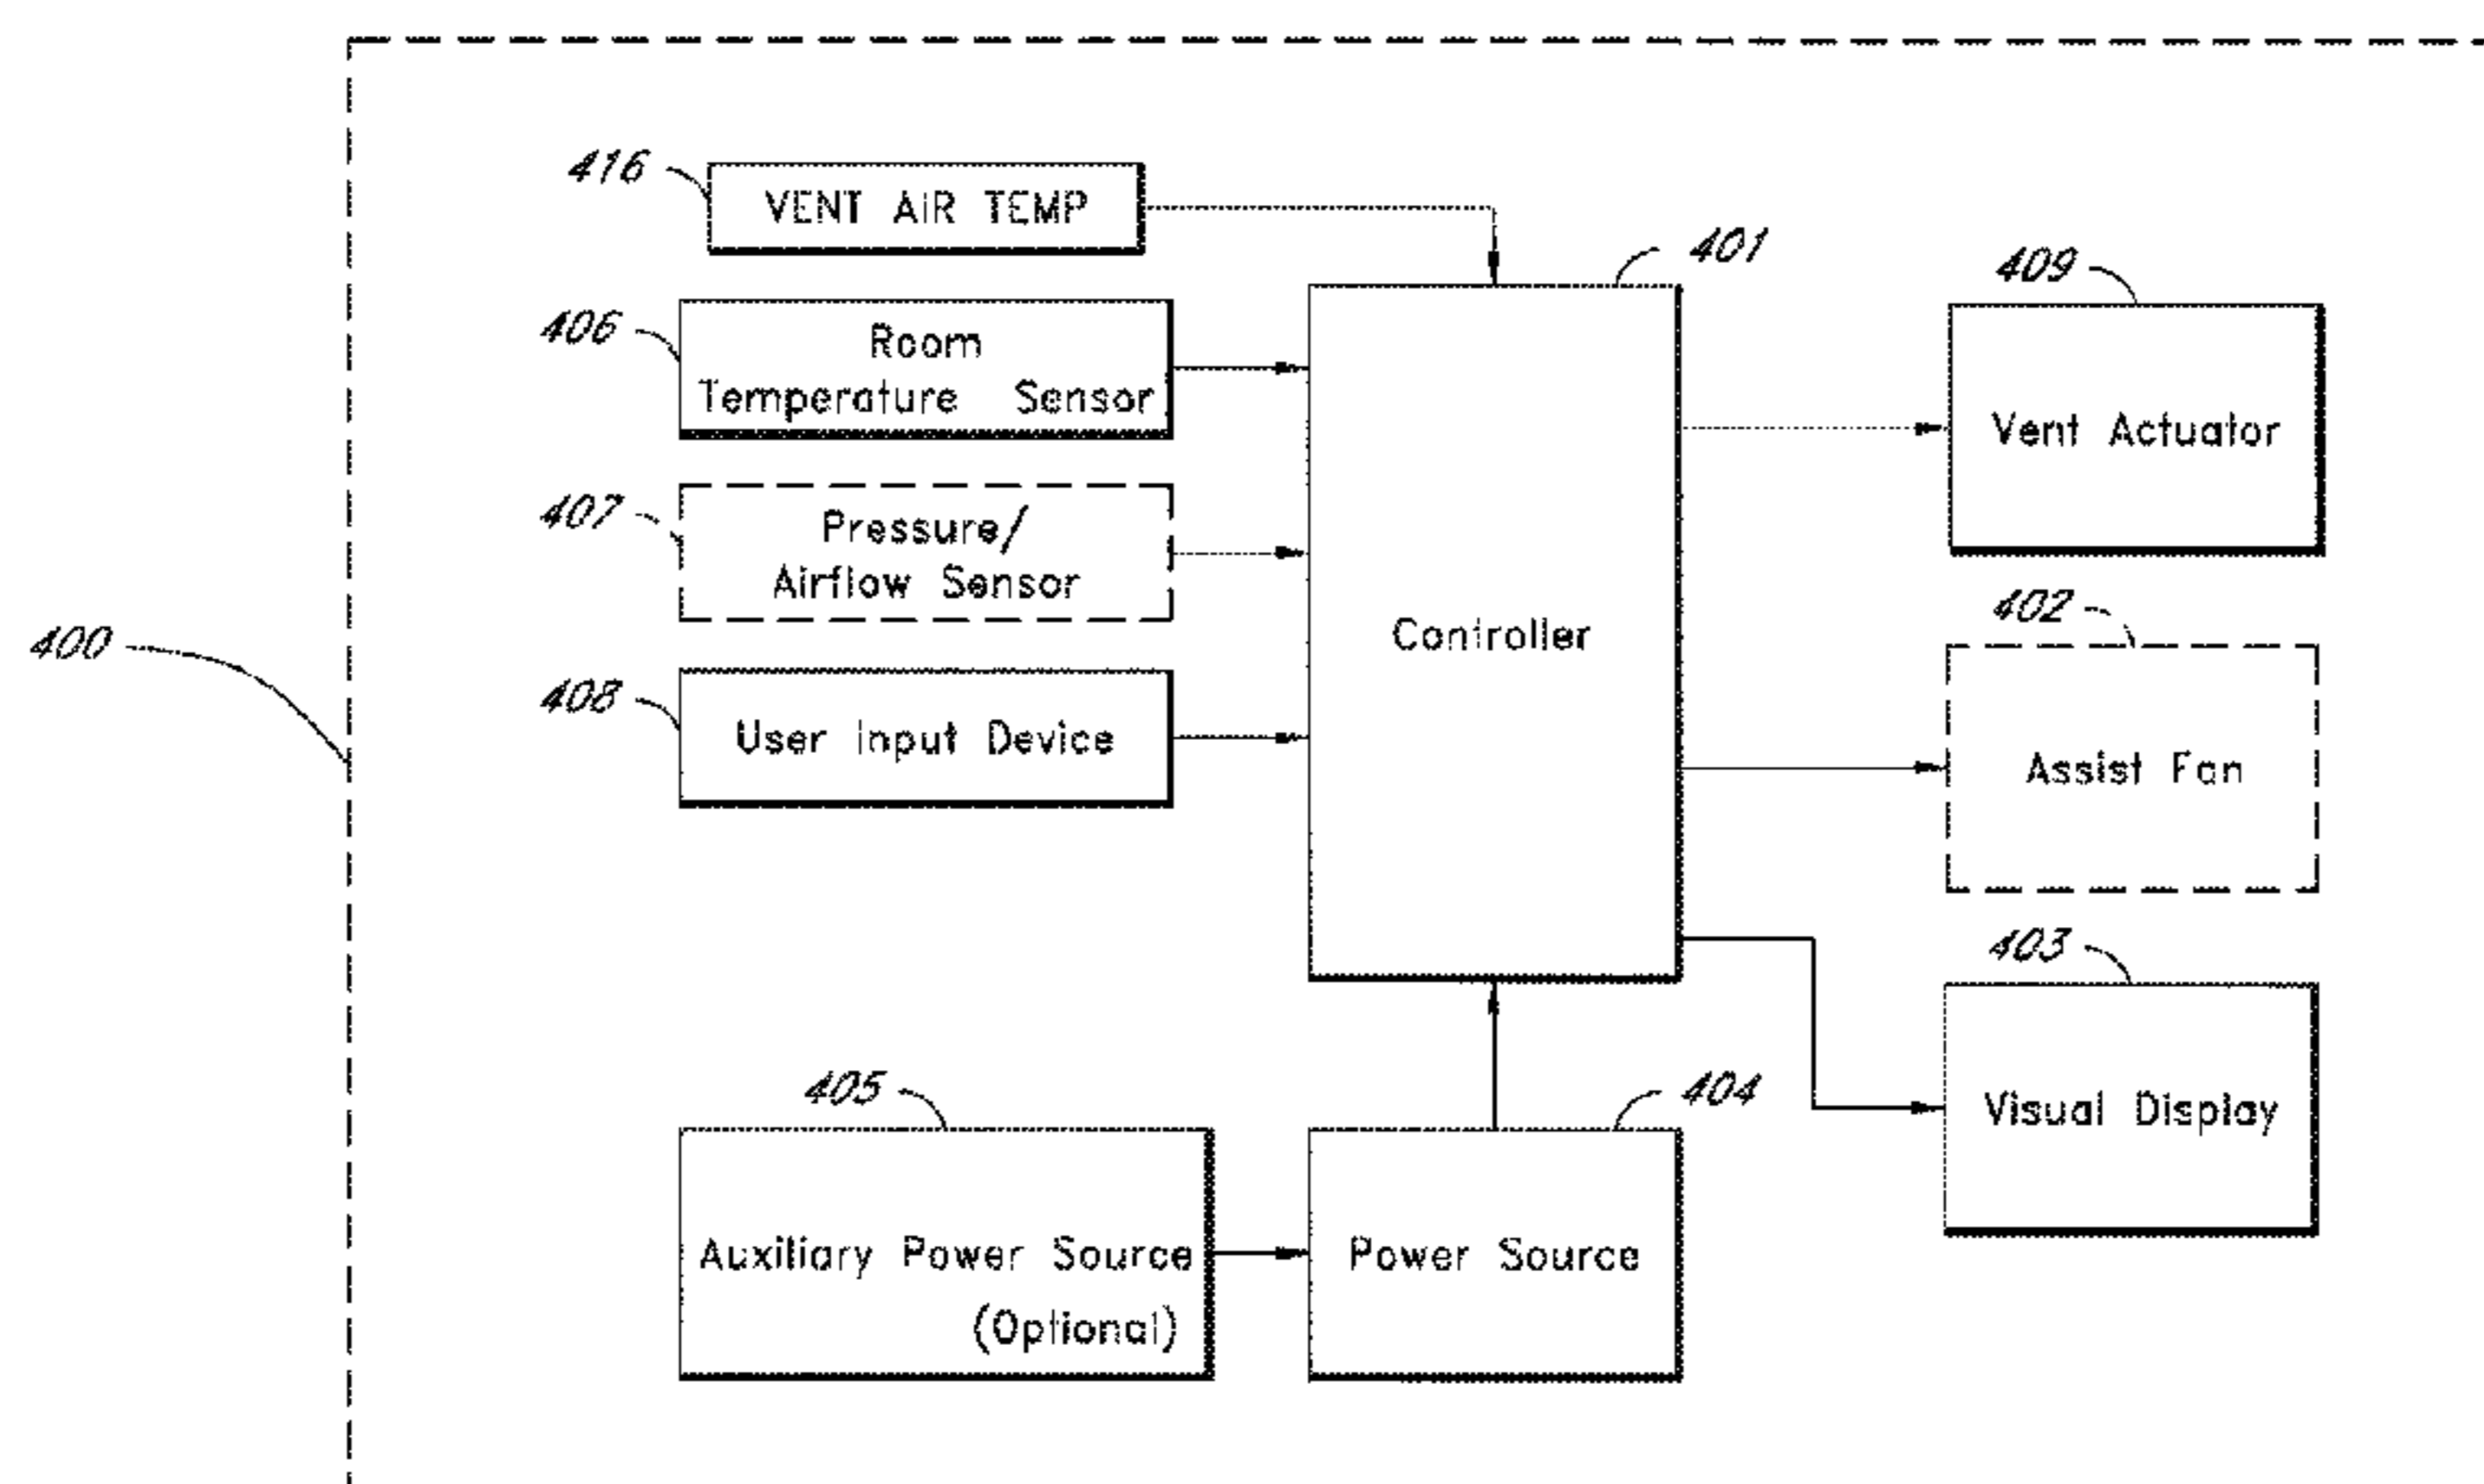 416
VENT AIR TEMP
401
409
406
Room
Temperature Sensor
Vent Actuator
407
Pressure/
Airflow Sensor
402
400
Controller
408
User Input Device
Assist Fan
403
405
404
Visual Display
Auxiliary Power Source
(Optional)
Power Source